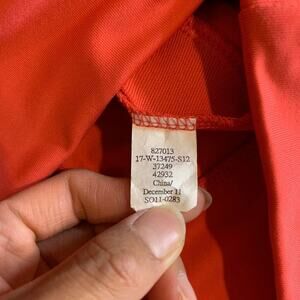 827013
17-W-13475-S12
37249
42932
China/
December 11
SO11-0283